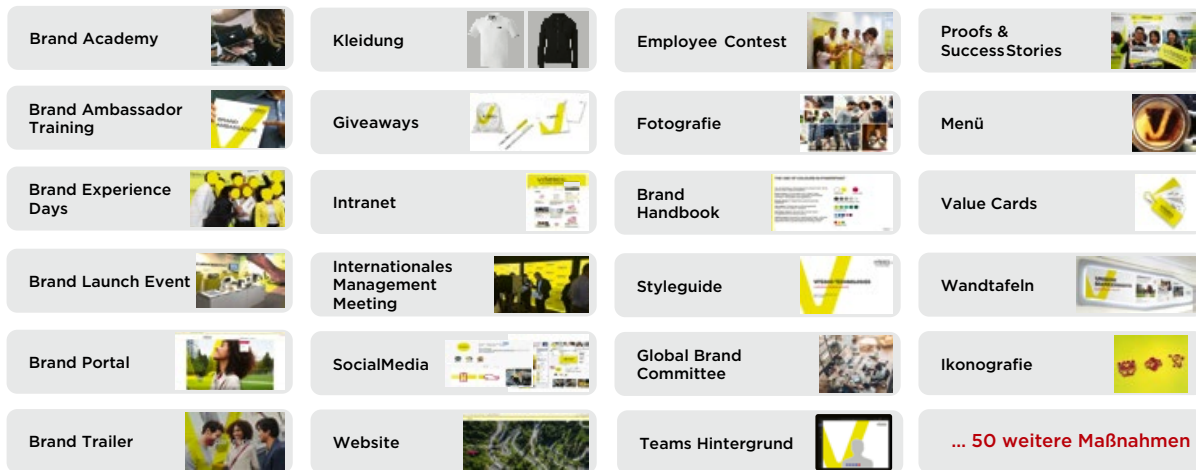 Brand Academy
Kleidung
Employee Contest
Proofs &
SuccessStories
Brand Ambassador
Training
Giveaways
Fotografie
Menü
Brand Experience
Days
Intranet
Brand
Handbook
Value Cards
Brand Launch Event
Internationales
Management
Meeting
Styleguide
Wandtafeln
Brand Portal
SocialMedia
Global Brand
Committee
Ikonografie
Brand Trailer
Website
Teams Hintergrund
... 50 weitere Maßnahmen